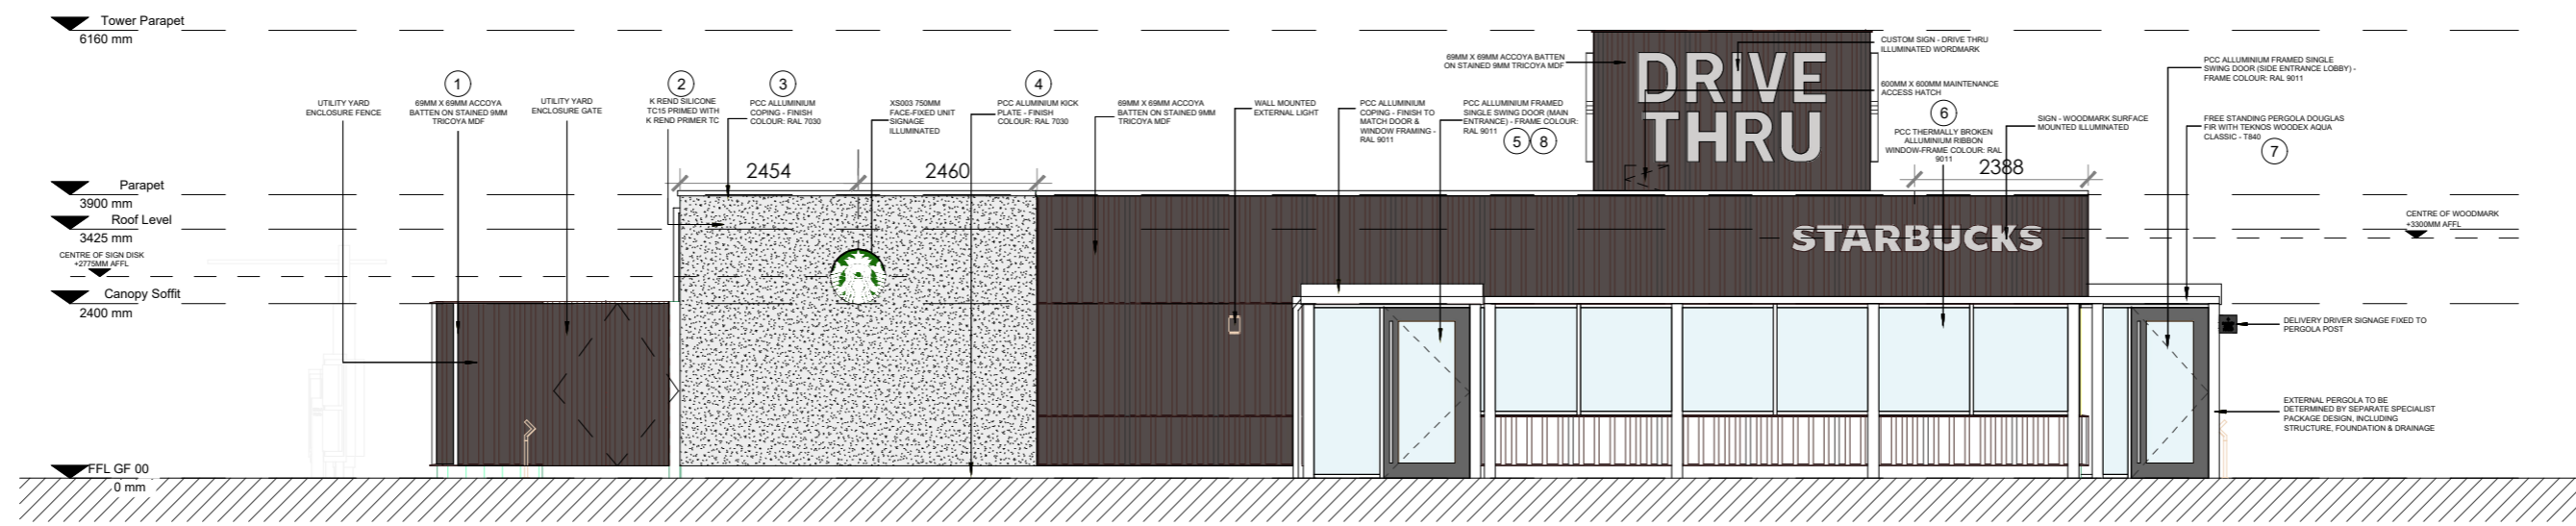 Tower Parapet
6160 mm
Parapet
3900 mm
Roof Level
3425 mm
CENTRE OF SIGN DISK
+2775MM AFFL
Canopy Soffit
2400 mm
FFL GF 00
0 mm
UTILITY YARD
ENCLOSURE FENCE
1
69MM X 69MM ACCOYA
BATTEN ON STAINED 9MM
TRICOYA MDF
UTILITY YARD
ENCLOSURE GATE
2
K REND SILICONE
TC15 PRIMED WITH
K REND PRIMER TC
3
PCC ALLUMINIUM
COPING - FINISH
COLOUR: RAL 7030
XS003 750MM
FACE-FIXED UNIT
SIGNAGE
ILLUMINATED
4
PCC ALUMINIUM KICK
PLATE - FINISH
COLOUR: RAL 7030
69MM X 69MM ACCOYA
BATTEN ON STAINED 9MM
TRICOYA MDF
WALL MOUNTED
EXTERNAL LIGHT
PCC ALLUMINIUM
COPING - FINISH TO
MATCH DOOR &
WINDOW FRAMING -
RAL 9011
69MM X 69MM ACCOYA BATTEN
ON STAINED 9MM TRICOYA MDF
PCC ALLUMINIUM FRAMED
SINGLE SWING DOOR (MAIN
ENTRANCE) - FRAME COLOUR:
RAL 9011
5 8
DRIVE
THRU
CUSTOM SIGN - DRIVE THRU
ILLUMINATED WORDMARK
600MM X 600MM MAINTENANCE
ACCESS HATCH
6
PCC THERMALLY BROKEN
ALLUMINIUM RIBBON
WINDOW-FRAME COLOUR: RAL
9011
SIGN - WOODMARK SURFACE
MOUNTED ILLUMINATED
PCC ALLUMINIUM FRAMED SINGLE
SWING DOOR (SIDE ENTRANCE LOBBY) -
FRAME COLOUR: RAL 9011
FREE STANDING PERGOLA DOUGLAS
FIR WITH TEKNOS WOODEX AQUA
CLASSIC - T840
7
2454
2460
2388
STARBUCKS
CENTRE OF WOODMARK
+3300MM AFFL
DELIVERY DRIVER SIGNAGE FIXED TO
PERGOLA POST
EXTERNAL PERGOLA TO BE
DETERMINED BY SEPARATE SPECIALIST
PACKAGE DESIGN, INCLUDING
STRUCTURE, FOUNDATION & DRAINAGE